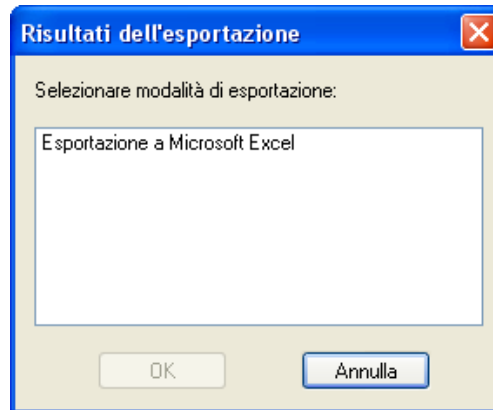 Risultati dell'esportazione
Selezionare modalità di esportazione:
Esportazione a Microsoft Excel
OK
Annulla